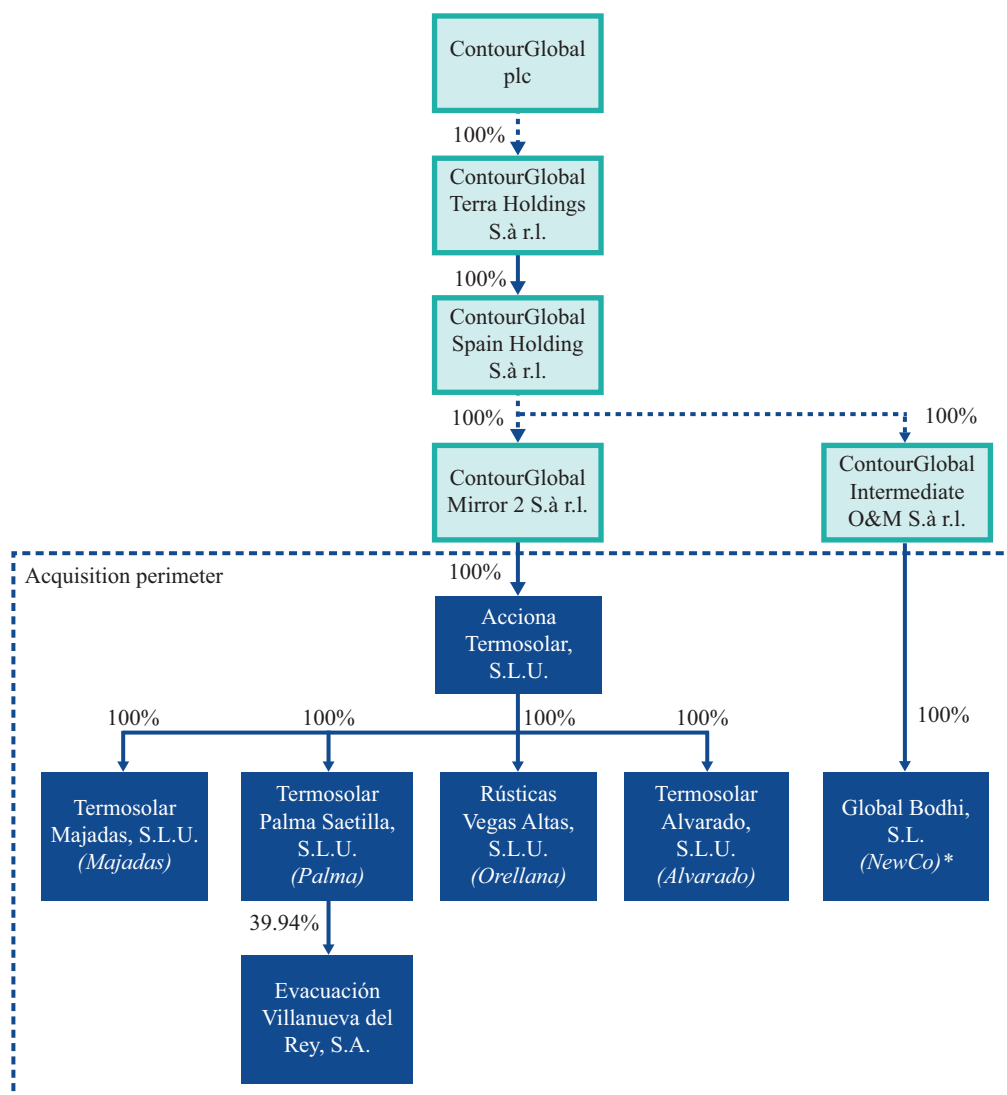 ContourGlobal
plc
100%
ContourGlobal
Terra Holdings
S.à r.l.
100%
ContourGlobal
Spain Holding
S.à r.l.
100%
100%
ContourGlobal
Mirror 2 S.à r.l.
ContourGlobal
Intermediate
O&M S.à r.l.
Acquisition perimeter
100%
Acciona
Termosolar,
S.L.U.
100%
100%
100%
100%
100%
Termosolar
Majadas, S.L.U.
(Majadas)
Termosolar
Palma Saetilla,
S.L.U.
(Palma)
Rústicas
Vegas Altas,
S.L.U.
(Orellana)
Termosolar
Alvarado,
S.L.U.
(Alvarado)
Global Bodhi,
S.L.
(NewCo)*
39.94%
Evacuación
Villanueva del
Rey, S.A.